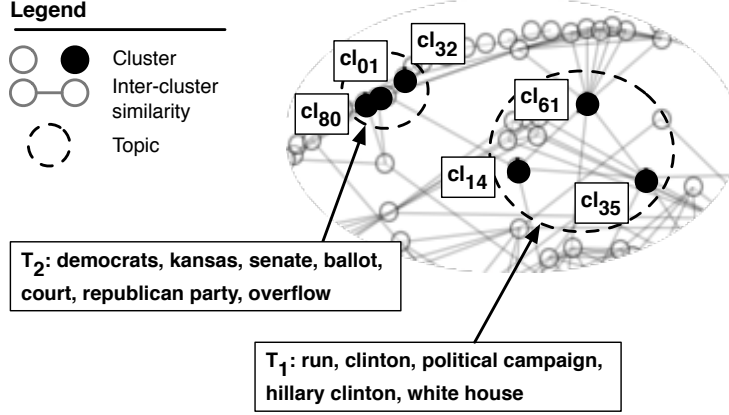 Legend
Cluster
Inter-cluster
similarity
Topic
cl32
cl01
cl80
cl61
cl14
cl35
T2: democrats, kansas, senate, ballot,
court, republican party, overflow
T1: run, clinton, political campaign,
hillary clinton, white house